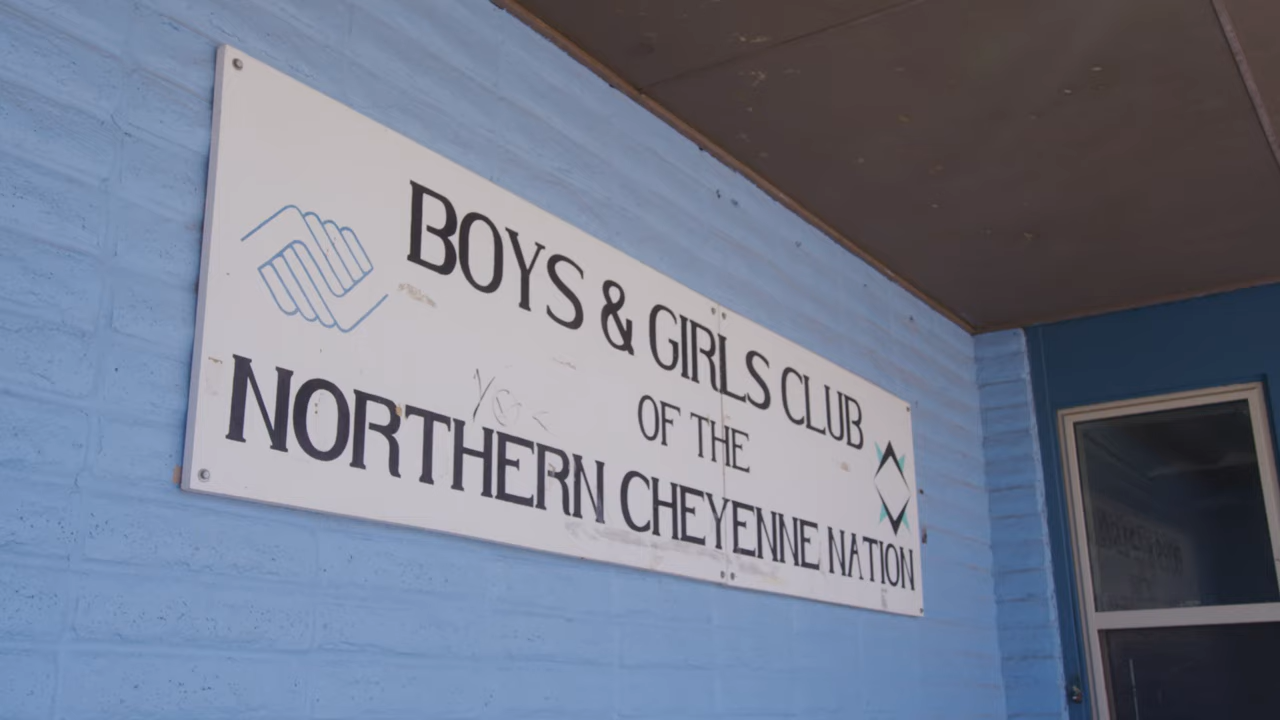 BOYS & GIRLS CLUB
OF THE
NORTHERN CHEYENNE NATION